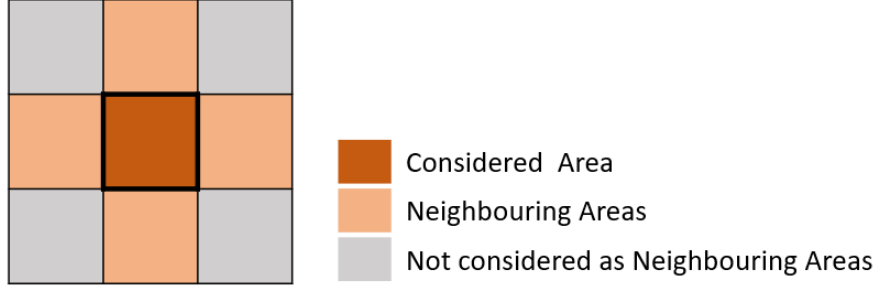 Considered Area
Neighbouring Areas
Not considered as Neighbouring Areas